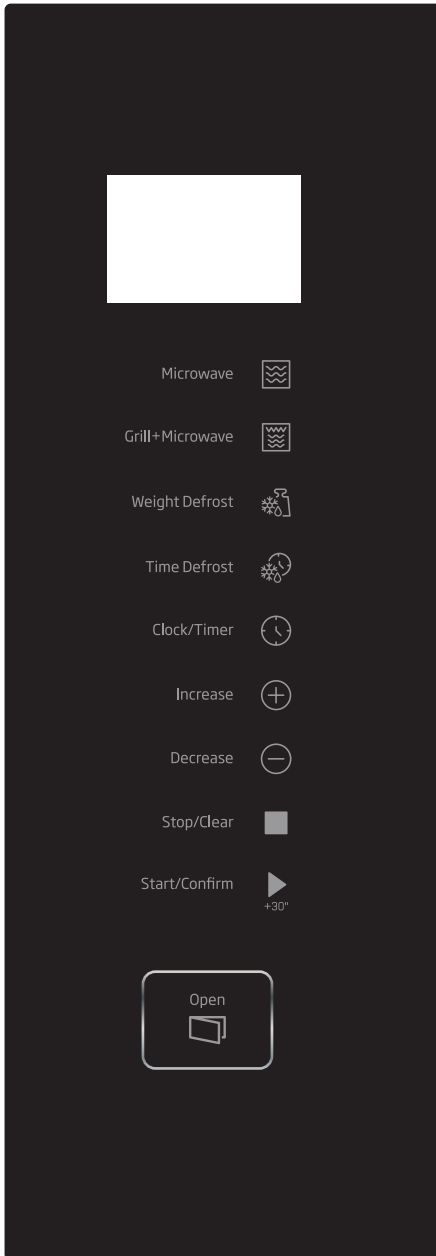 Microwave
Grill+Microwave
Weight Defrost
Time Defrost
Clock/Timer
Increase
Decrease
Stop/Clear
Start/Confirm
+30"
Open